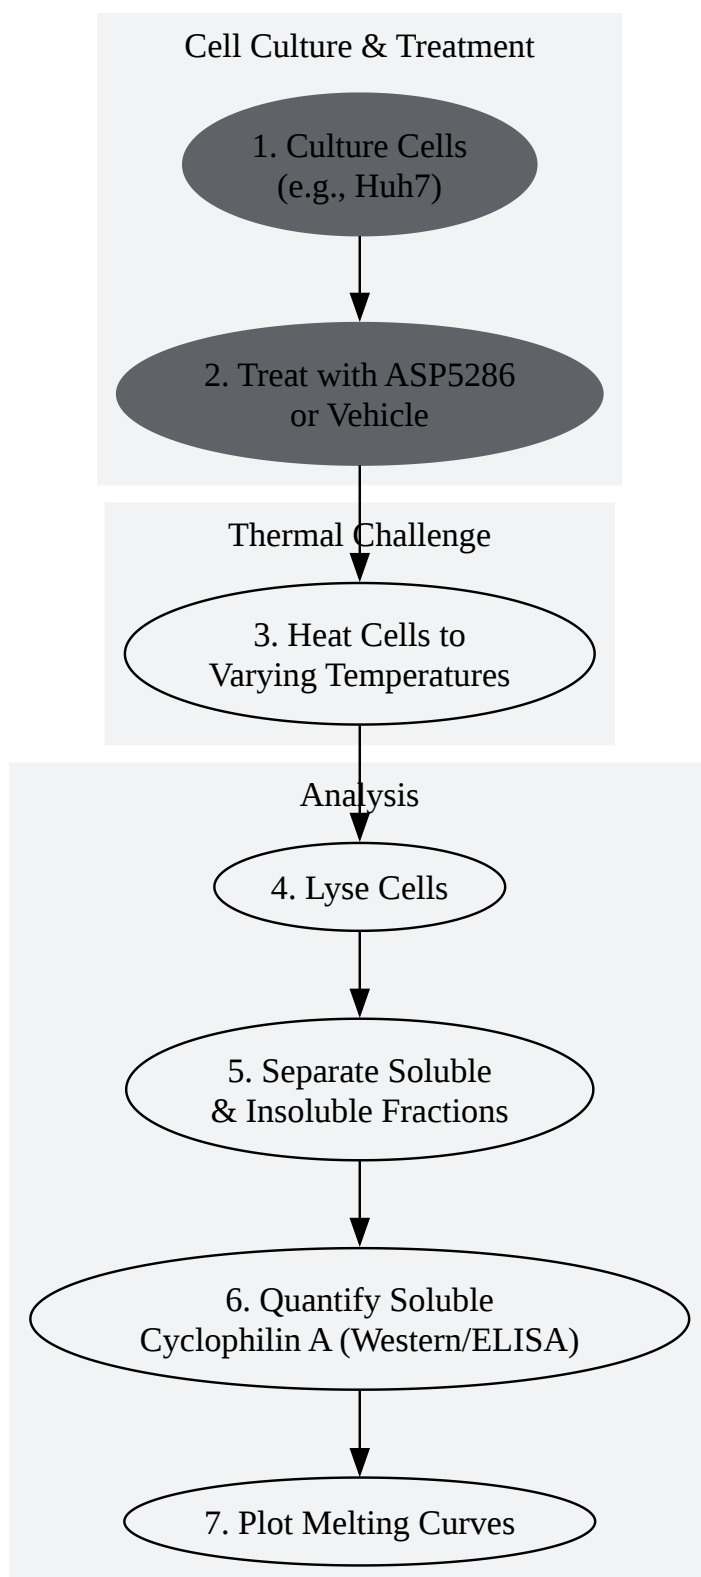 Cell Culture & Treatment
1. Culture Cells
(e.g., Huh7)
2. Treat with ASP5286
or Vehicle
Thermal Challenge
3. Heat Cells to
Varying Temperatures
Analysis
4. Lyse Cells
5. Separate Soluble
& Insoluble Fractions
6. Quantify Soluble
Cyclophilin A (Western/ELISA)
7. Plot Melting Curves